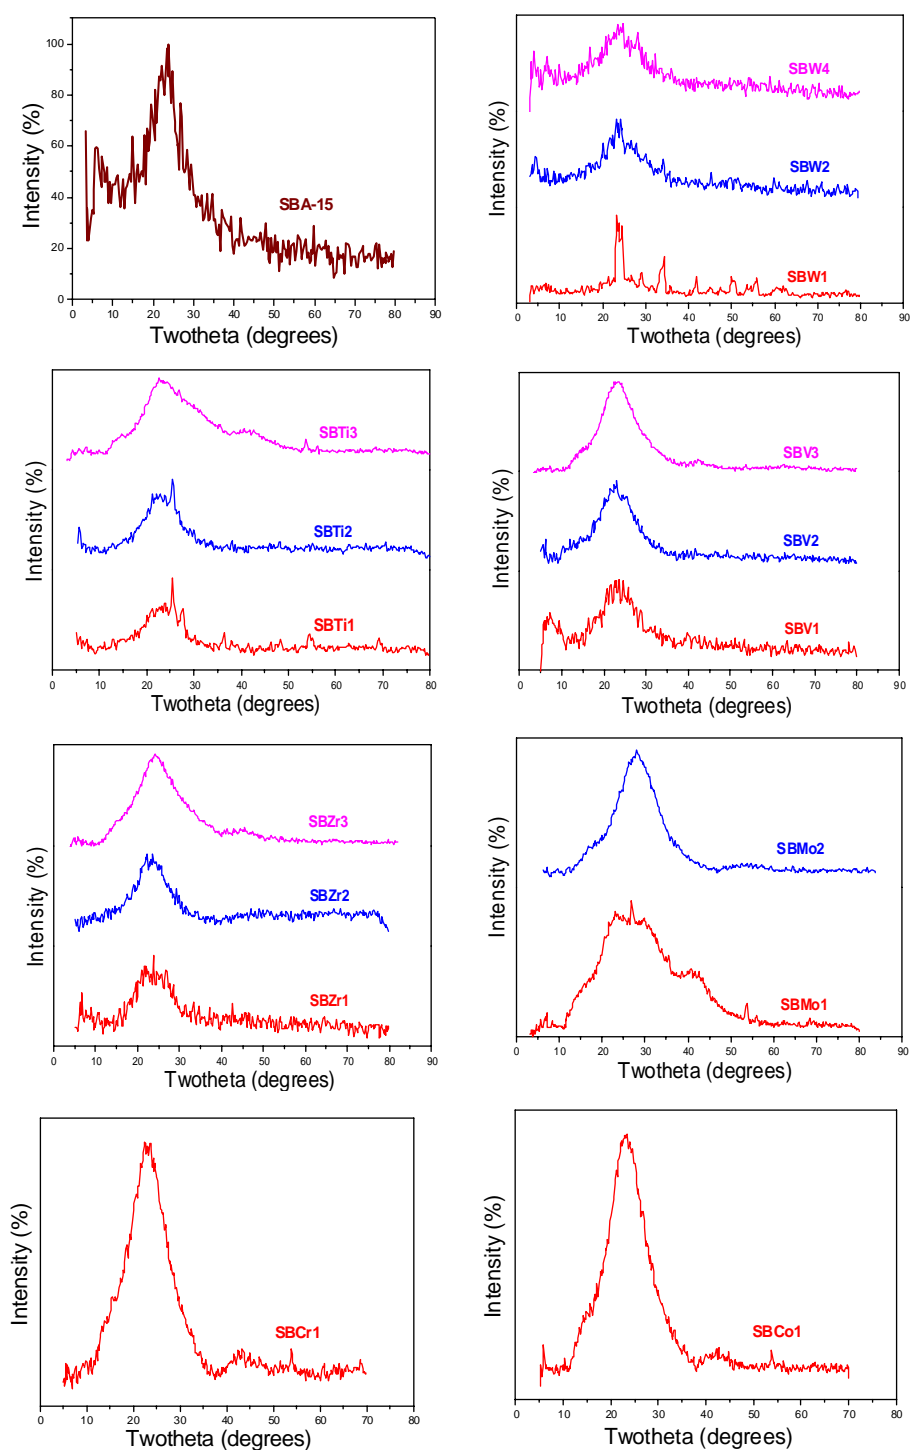 100
80
60
40
20
0
Intensity (%)
SBA-15
0 10 20 30 40 50 60 70 80 90
Twotheta (degrees)
Intensity (%)
SBW4
SBW2
SBW1
0 10 20 30 40 50 60 70 80 90
Twotheta (degrees)
Intensity (%)
SBTi3
SBTi2
SBTi1
0 10 20 30 40 50 60 70 80
Twotheta (degrees)
Intensity (%)
SBV3
SBV2
SBV1
0 10 20 30 40 50 60 70 80 90
Twotheta (degrees)
Intensity (%)
SBZr3
SBZr2
SBZr1
0 10 20 30 40 50 60 70 80 90
Twotheta (degrees)
Intensity (%)
SBMo2
SBMo1
0 10 20 30 40 50 60 70 80 90
Twotheta (degrees)
Intensity (%)
SBCr1
0 10 20 30 40 50 60 70 80
Twotheta (degrees)
Intensity (%)
SBCo1
0 10 20 30 40 50 60 70 80
Twotheta (degrees)